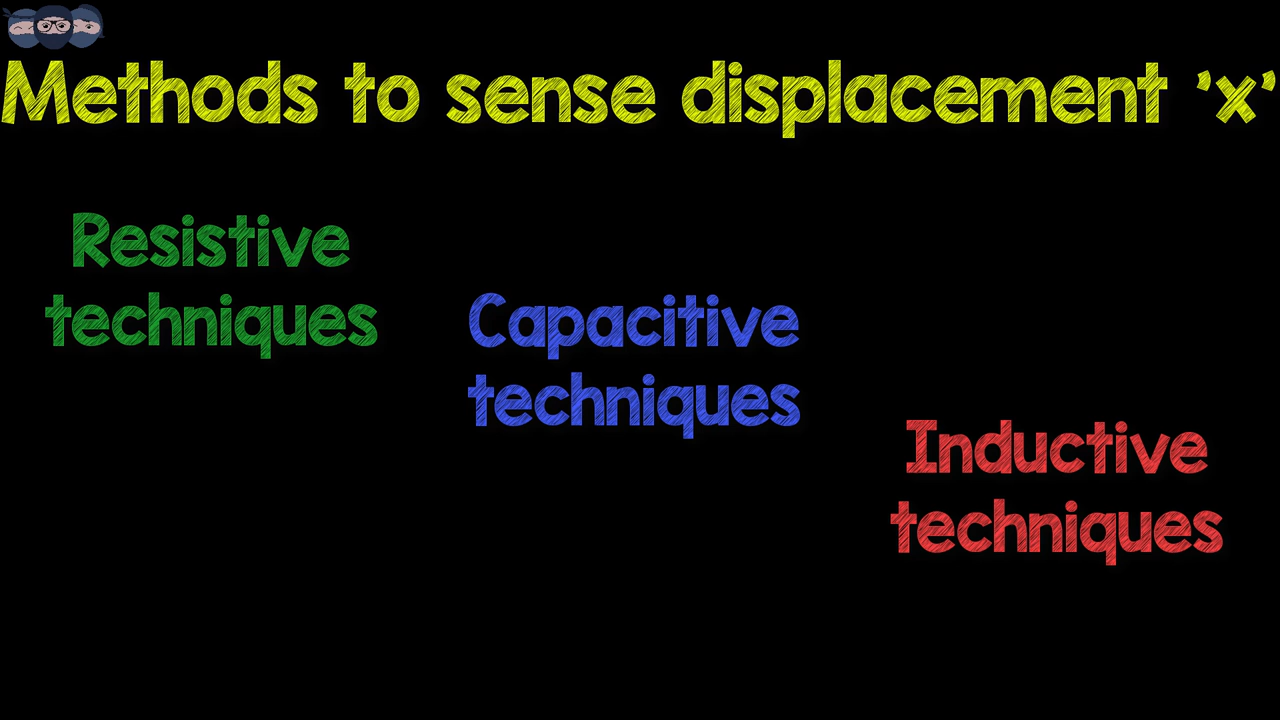 Methods to sense displacement ‘x’
Resistive
techniques
Capacitive
techniques
Inductive
techniques